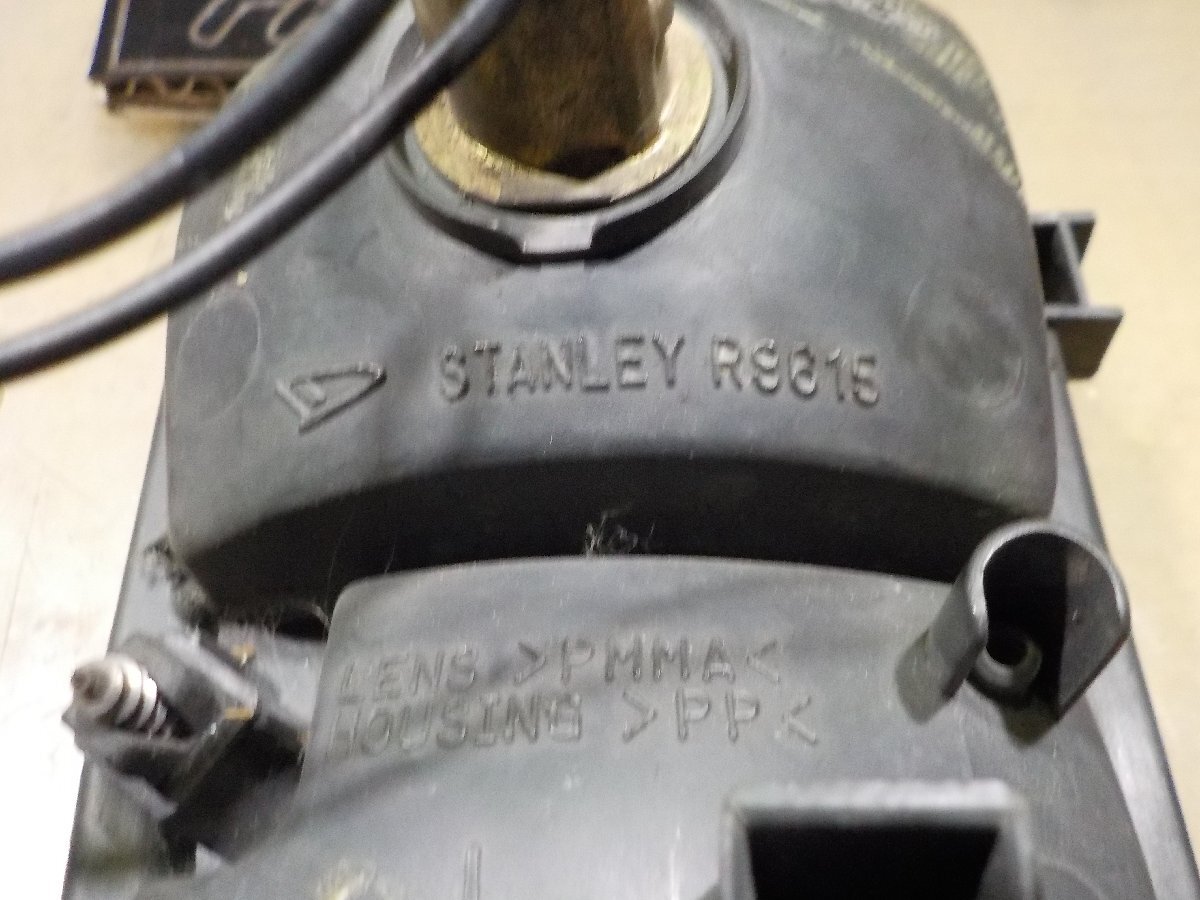 STANLEY R9615
LENS >PMMA<
HOUSING >PP<